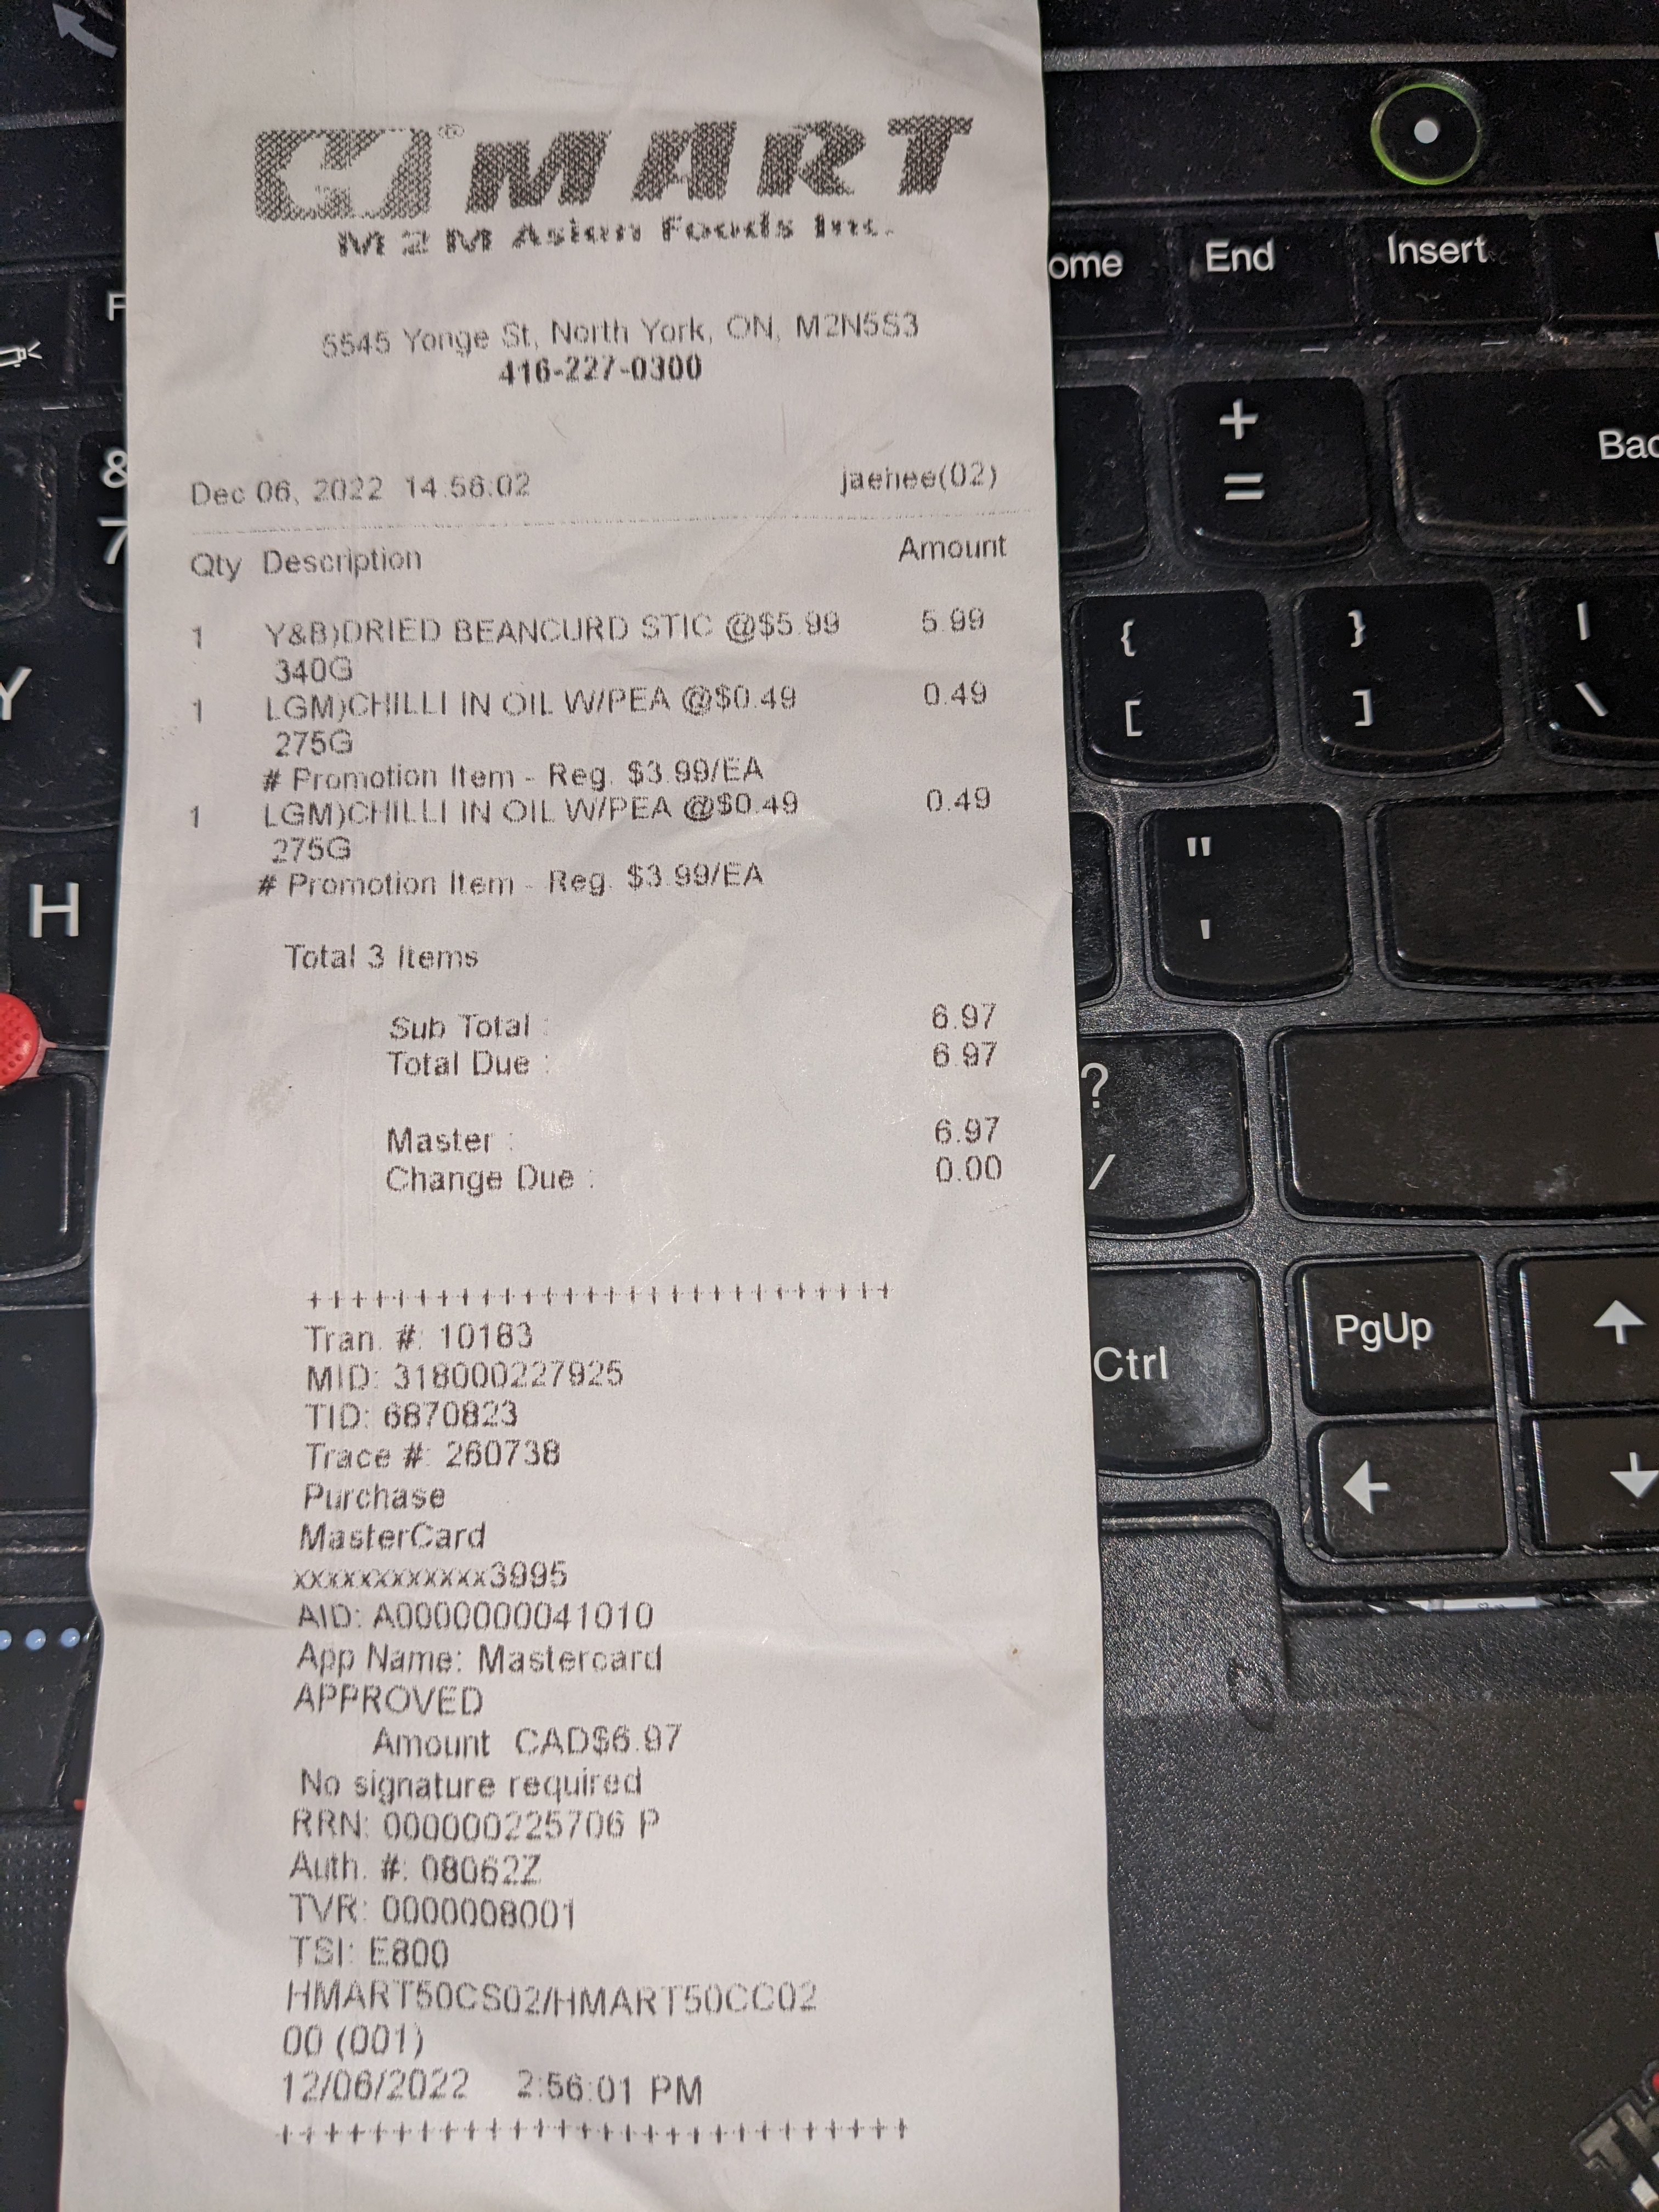 H® MART
M2M Asian Foods Inc.
5545 Yonge St, North York, ON, M2N5S3
416-227-0300
Dec 06, 2022 14:56:02 jaehee(02)
Qty Description Amount
1 Y&B)DRIED BEANCURD STIC @$5.99 5.99
340G
1 LGM)CHILLI IN OIL W/PEA @$0.49 0.49
275G
# Promotion Item - Reg. $3.99/EA
1 LGM)CHILLI IN OIL W/PEA @$0.49 0.49
275G
# Promotion Item - Reg. $3.99/EA
Total 3 Items
Sub Total : 6.97
Total Due : 6.97
Master : 6.97
Change Due : 0.00
++++++++++++++++++++++++++++
Tran. #: 10163
MID: 318000227925
TID: 6870823
Trace #: 260738
Purchase
MasterCard
xxxxxxxxxxxx3995
AID: A0000000041010
App Name: Mastercard
APPROVED
Amount CAD$6.97
No signature required
RRN: 000000225706 P
Auth. #: 08062Z
TVR: 0000008001
TSI: E800
HMART50CS02/HMART50CC02
00 (001)
12/06/2022 2:56:01 PM
++++++++++++++++++++++++++++
ome End Insert
& 7
+ =
Bac
Y
{ [
} ]
| \
H
" '
? /
Ctrl
PgUp
Th